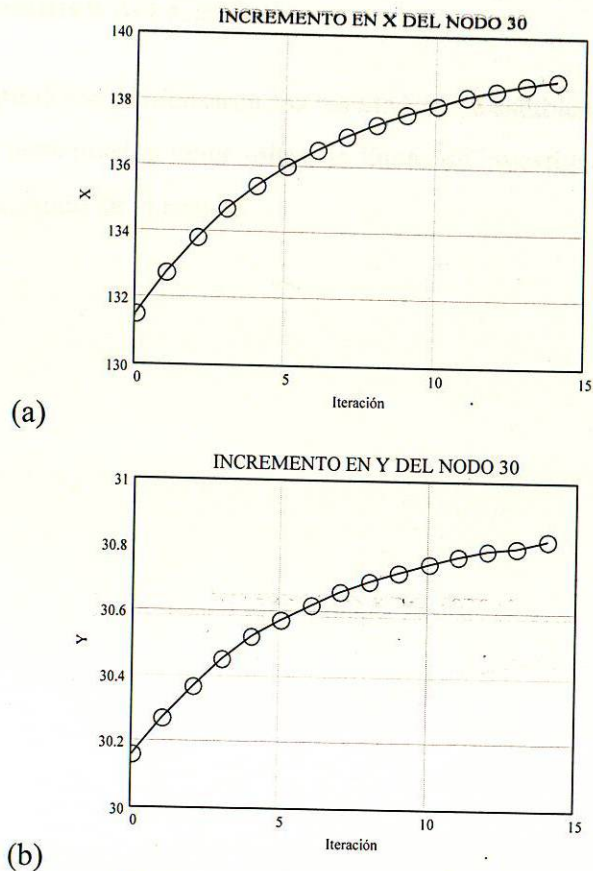 INCREMENTO EN X DEL NODO 30
140
138
136
X
134
132
130
0
5
10
15
Iteración
(a)
INCREMENTO EN Y DEL NODO 30
31
30.8
30.6
Y
30.4
30.2
30
0
5
10
15
Iteración
(b)